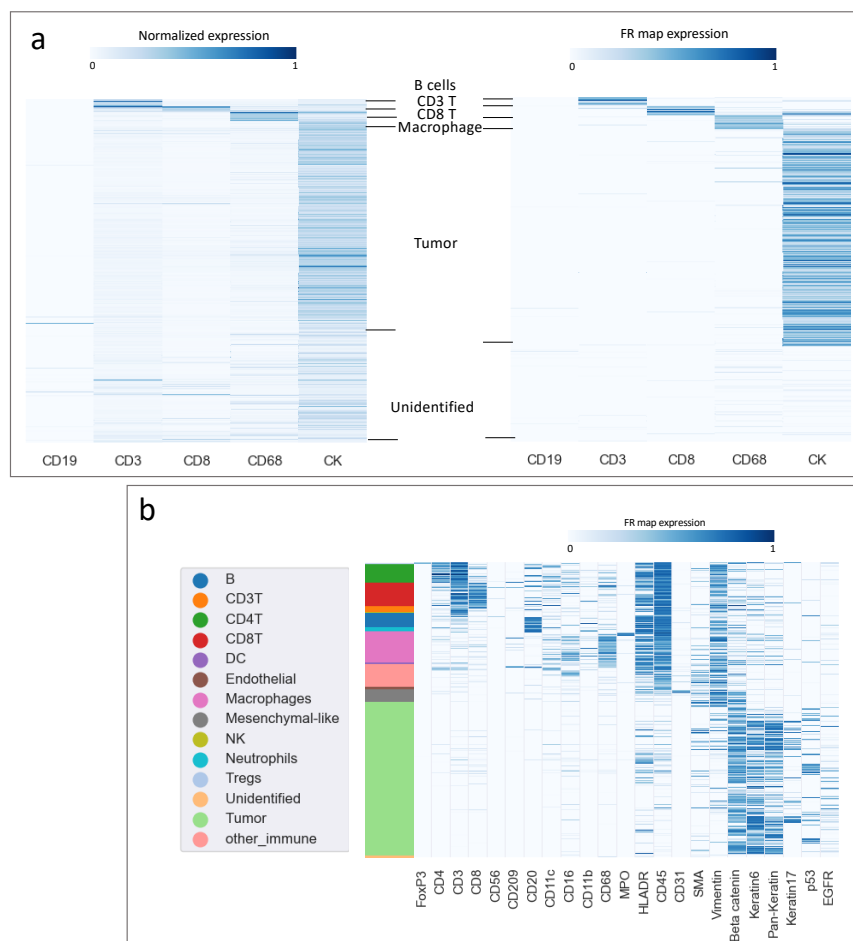 a
Normalized expression
0 1
FR map expression
0 1
B cells
CD3 T
CD8 T
Macrophage
Tumor
Unidentified
CD19 CD3 CD8 CD68 CK
CD19 CD3 CD8 CD68 CK
b
FR map expression
0 1
B
CD3T
CD4T
CD8T
DC
Endothelial
Macrophages
Mesenchymal-like
NK
Neutrophils
Tregs
Unidentified
Tumor
other_immune
FoxP3
CD4
CD3
CD8
CD56
CD209
CD20
CD11c
CD16
CD11b
CD68
MPO
HLADR
CD45
CD31
SMA
Vimentin
Beta catenin
Keratin6
Pan-Keratin
Keratin17
p53
EGFR